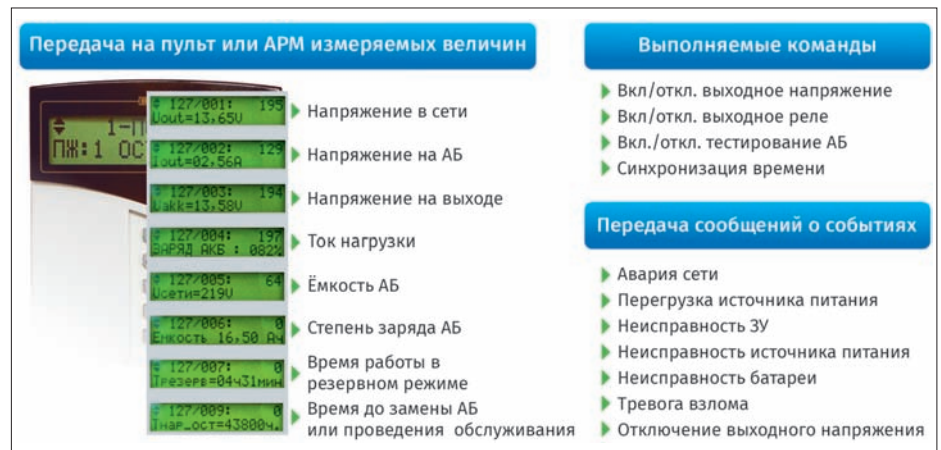 Передача на пульт или АРМ измеряемых величин
127/001: 195
Uout=13,65V
Напряжение в сети
127/002: 129
Iout=02,56A
Напряжение на АБ
127/003: 194
Uakk=13,58V
Напряжение на выходе
127/004: 197
ЗАРЯД АКБ : 082%
Ток нагрузки
127/005: 64
Uсети=219V
Ёмкость АБ
127/006: 0
Емкость 16,50 Ач
Степень заряда АБ
127/007: 0
Трезерв=04ч31мин
Время работы в
резервном режиме
127/009: 0
Тнар_ост=43800ч.
Время до замены АБ
или проведения обслуживания
ПЖ:1
Выполняемые команды
Вкл/откл. выходное напряжение
Вкл/откл. выходное реле
Вкл./откл. тестирование АБ
Синхронизация времени
Передача сообщений о событиях
Авария сети
Перегрузка источника питания
Неисправность ЗУ
Неисправность источника питания
Неисправность батареи
Тревога взлома
Отключение выходного напряжения